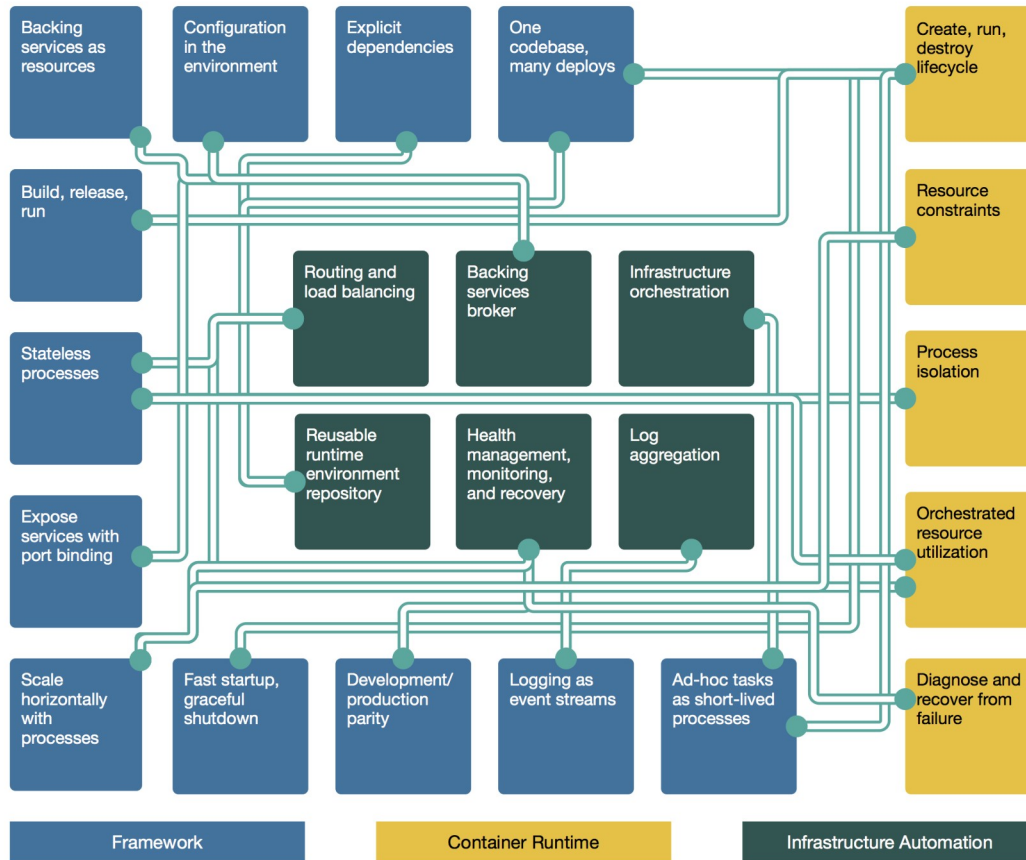 Backing
services as
resources
Configuration
in the
environment
Explicit
dependencies
One
codebase,
many deploys
Create, run,
destroy
lifecycle
Build, release,
run
Resource
constraints
Routing and
load balancing
Backing
services
broker
Infrastructure
orchestration
Stateless
processes
Process
isolation
Reusable
runtime
environment
repository
Health
management,
monitoring,
and recovery
Log
aggregation
Expose
services with
port binding
Orchestrated
resource
utilization
Scale
horizontally
with
processes
Fast startup,
graceful
shutdown
Development/
production
parity
Logging as
event streams
Ad-hoc tasks
as short-lived
processes
Diagnose and
recover from
failure
Framework
Container Runtime
Infrastructure Automation